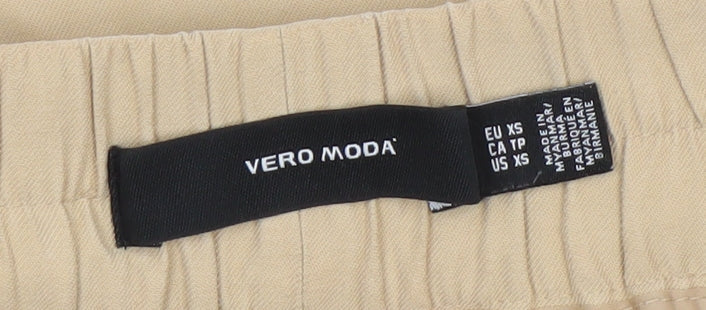 VERO MODA
EU XS
CA TP
US XS
MADE IN
MYANMAR/
BURMA
FABRIQUÉ EN
MYANMAR/
BIRMANIE